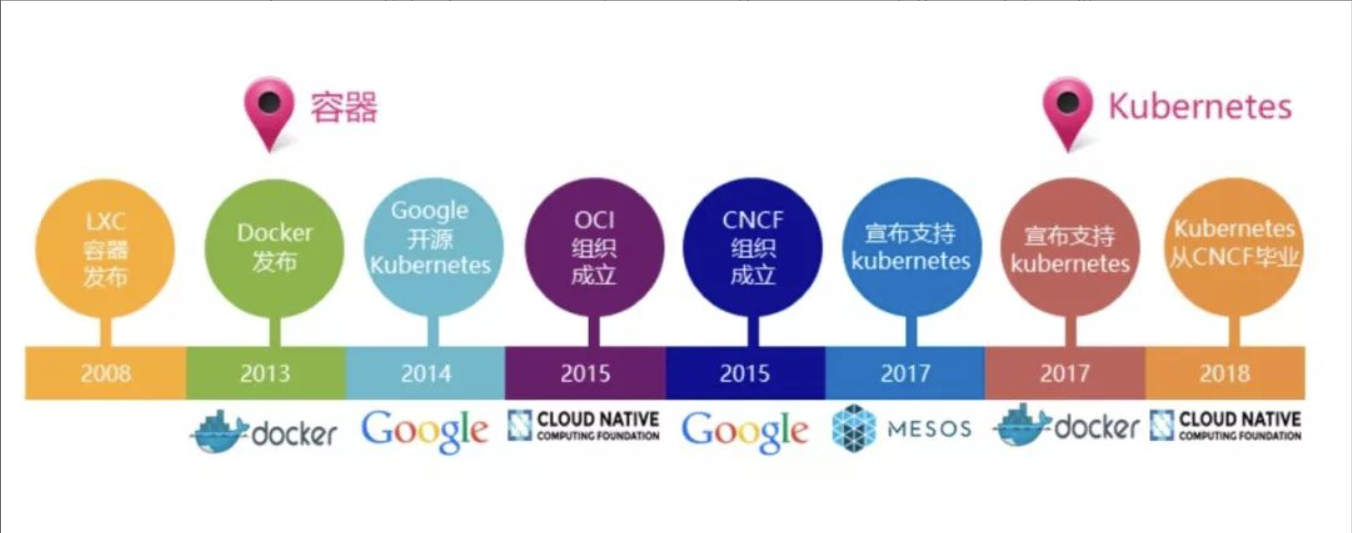 容器
Kubernetes
LXC
容器
发布
Docker
发布
Google
开源
Kubernetes
OCI
组织
成立
CNCF
组织
成立
宣布支持
kubernetes
宣布支持
kubernetes
Kubernetes
从CNCF毕业
2008
2013
2014
2015
2015
2017
2017
2018
docker
Google
CLOUD NATIVE
COMPUTING FOUNDATION
Google
MESOS
docker
CLOUD NATIVE
COMPUTING FOUNDATION